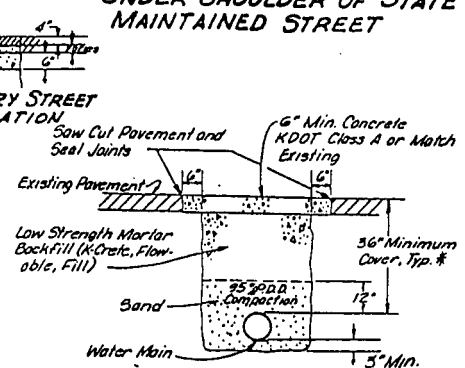 UNDER SHOULDER OF STATE
MAINTAINED STREET
4"
6"
STREET
Saw Cut Pavement and
Seal Joints
6" Min. Concrete
KDOT Class A or Match
Existing
6"
6"
Existing Pavement
Low Strength Mortar
Backfill (K-Crete, Flow-
able, Fill)
36" Minimum
Cover, Typ. *
95% P.D.D.
Compaction
12"
Sand
Water Main
3" Min.